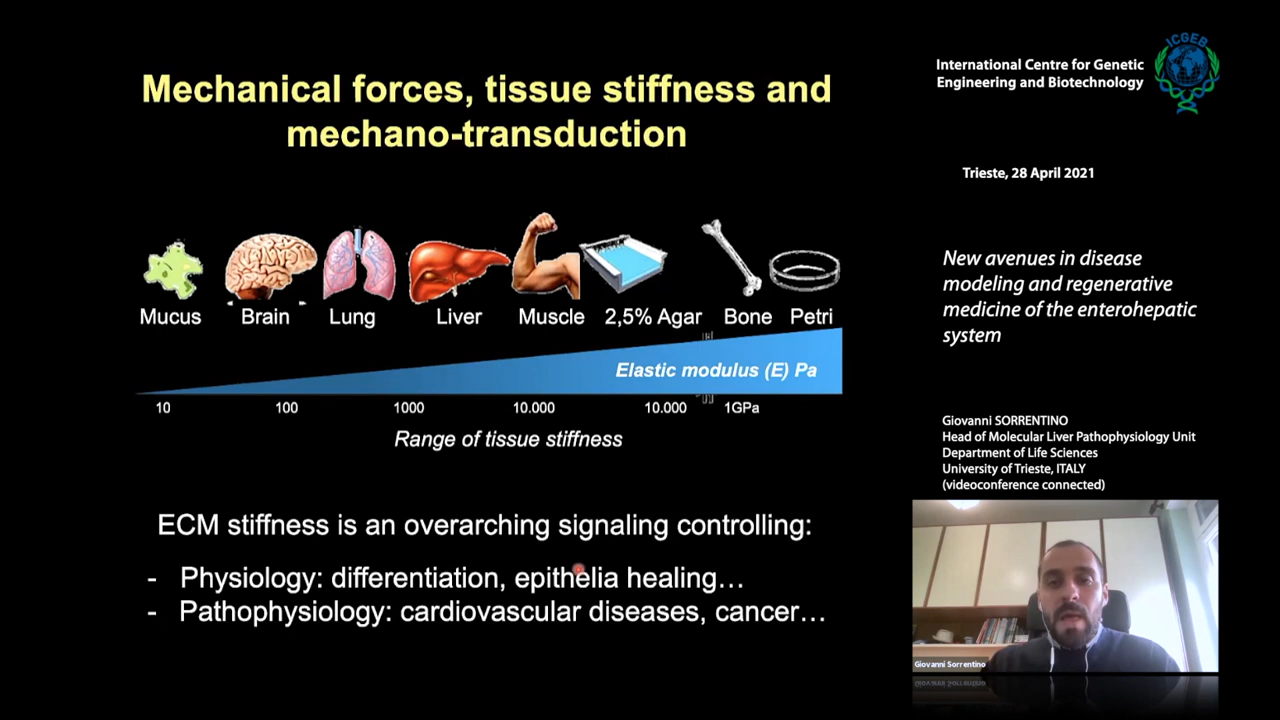 Mechanical forces, tissue stiffness and
mechano-transduction
Mucus Brain Lung Liver Muscle 2,5% Agar Bone Petri
Elastic modulus (E) Pa
10 100 1000 10.000 10.000 1GPa
Range of tissue stiffness
ECM stiffness is an overarching signaling controlling:
- Physiology: differentiation, epithelia healing…
- Pathophysiology: cardiovascular diseases, cancer…
International Centre for Genetic
Engineering and Biotechnology
ICGEB
Trieste, 28 April 2021
New avenues in disease
modeling and regenerative
medicine of the enterohepatic
system
Giovanni SORRENTINO
Head of Molecular Liver Pathophysiology Unit
Department of Life Sciences
University of Trieste, ITALY
(videoconference connected)
Giovanni Sorrentino